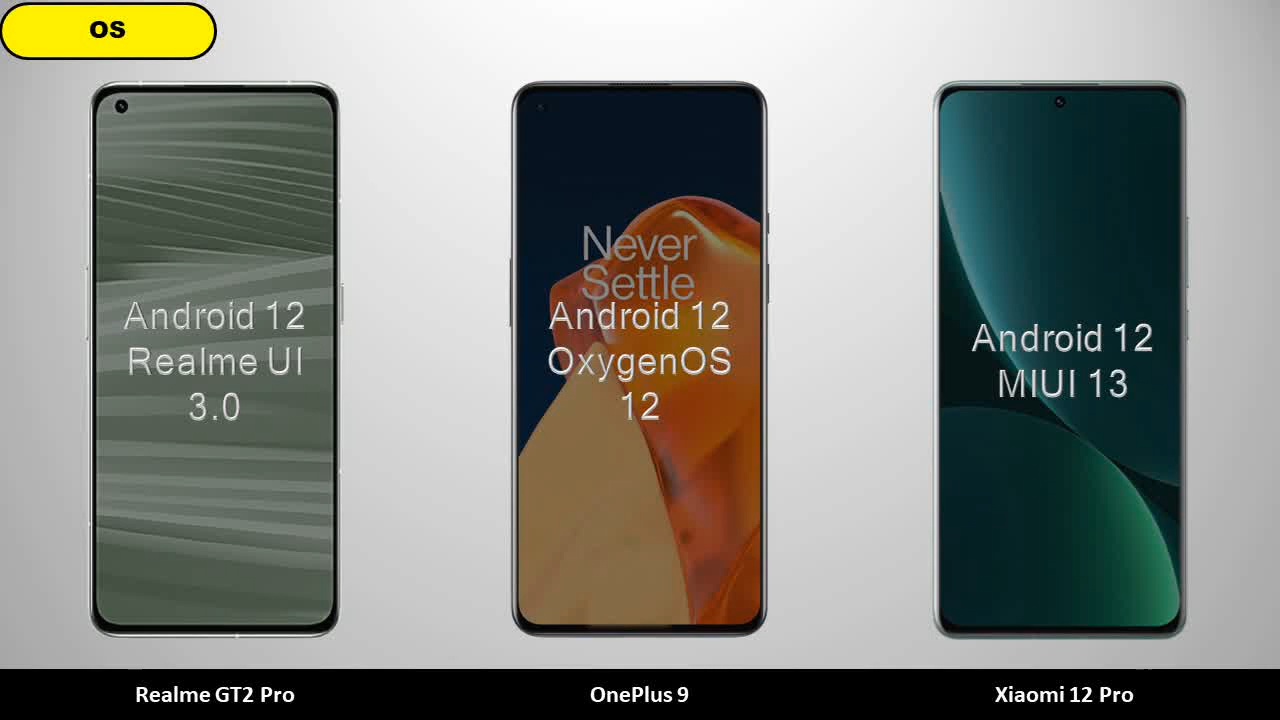 OS
Android 12
Realme UI
3.0
Never
Settle
Android 12
OxygenOS
12
Android 12
MIUI 13
Realme GT2 Pro
OnePlus 9
Xiaomi 12 Pro